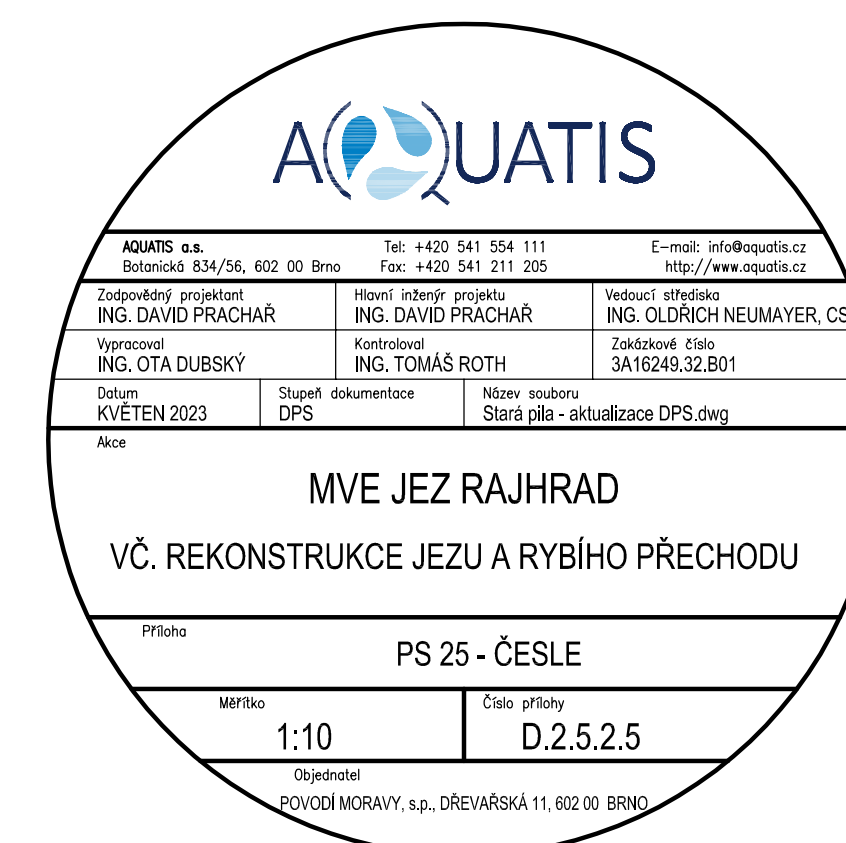 AQUATIS
AQUATIS a.s. Tel: +420 541 554 111 E-mail: info@aquatis.cz
Botanická 834/56, 602 00 Brno Fax: +420 541 211 205 http://www.aquatis.cz
Zodpovědný projektant Hlavní inženýr projektu Vedoucí střediska
ING. DAVID PRACHAŘ ING. DAVID PRACHAŘ ING. OLDŘICH NEUMAYER, CS
Vypracoval Kontroloval Zakázkové číslo
ING. OTA DUBSKÝ ING. TOMÁŠ ROTH 3A16249.32.B01
Datum Stupeň dokumentace Název souboru
KVĚTEN 2023 DPS Stará pila - aktualizace DPS.dwg
Akce
MVE JEZ RAJHRAD
VČ. REKONSTRUKCE JEZU A RYBÍHO PŘECHODU
Příloha
PS 25 - ČESLE
Měřítko Číslo přílohy
1:10 D.2.5.2.5
Objednatel
POVODÍ MORAVY, s.p., DŘEVAŘSKÁ 11, 602 00 BRNO